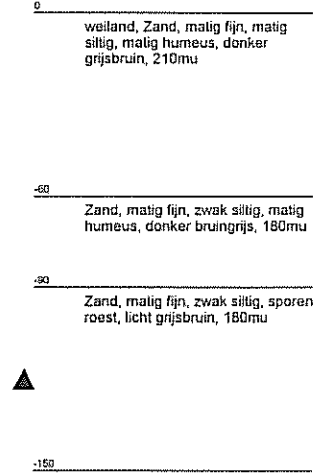 0
weiland, Zand, matig fijn, matig
siltig, matig humeus, donker
grijsbruin, 210mu
-60
Zand, matig fijn, zwak siltig, matig
humeus, donker bruingrijs, 180mu
-90
Zand, matig fijn, zwak siltig, sporen
roest, licht grijsbruin, 180mu
-150